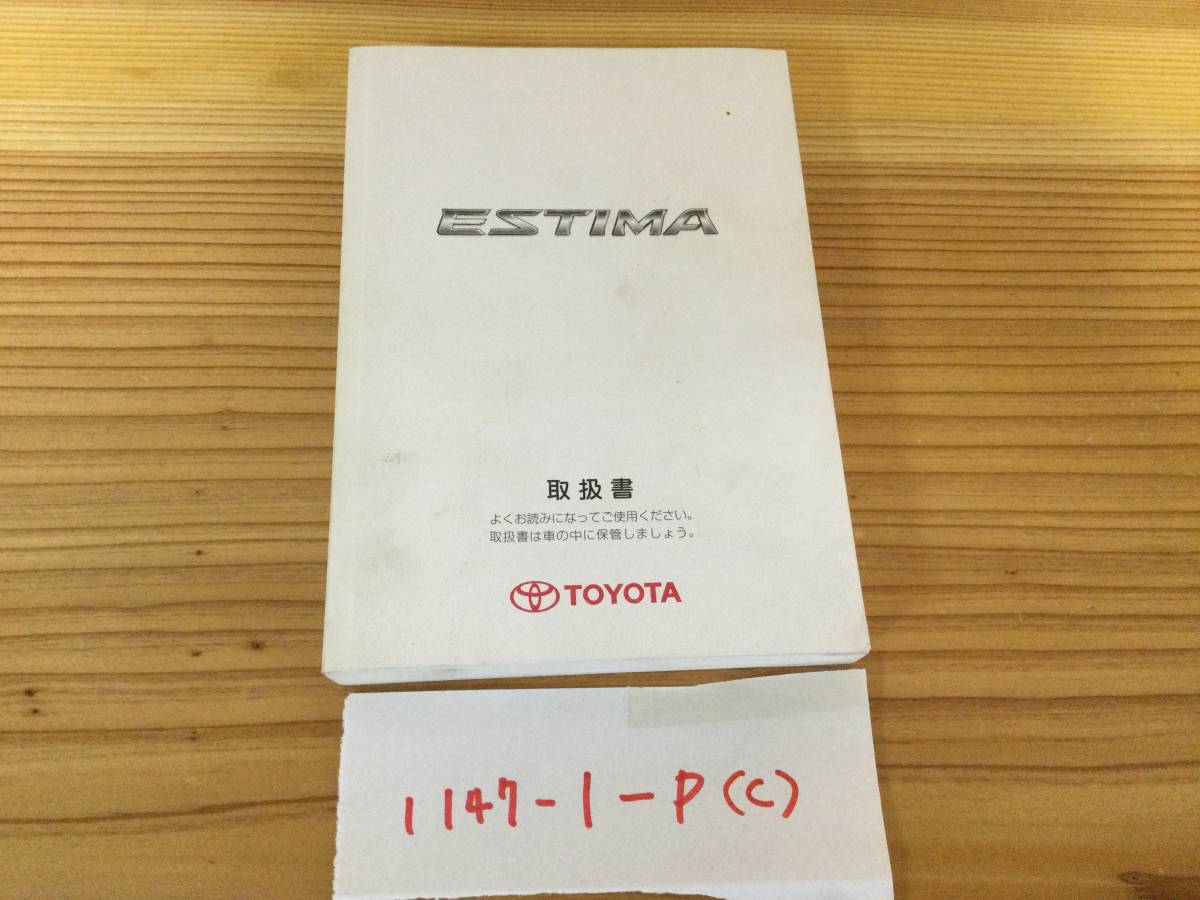 ESTIMA
取扱書
よくお読みになってご使用ください。
取扱書は車の中に保管しましょう。
TOYOTA
1147-1-P(C)